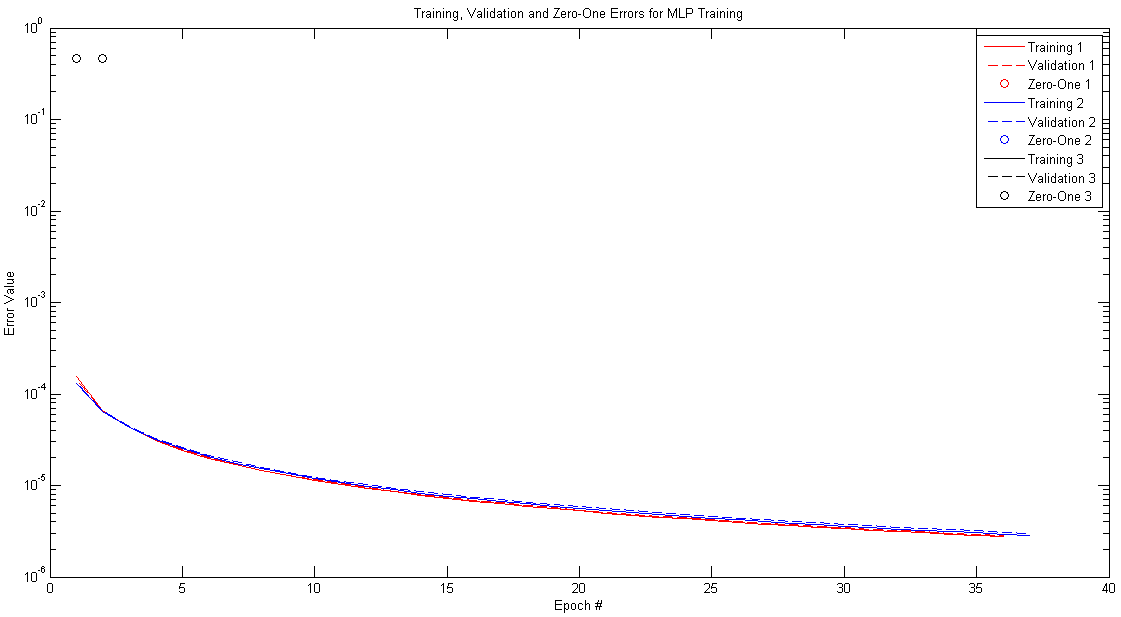 Training, Validation and Zero-One Errors for MLP Training
10^0
10^-1
10^-2
10^-3
10^-4
10^-5
10^-6
Error Value
Training 1
Validation 1
Zero-One 1
Training 2
Validation 2
Zero-One 2
Training 3
Validation 3
Zero-One 3
0 5 10 15 20 25 30 35 40
Epoch #